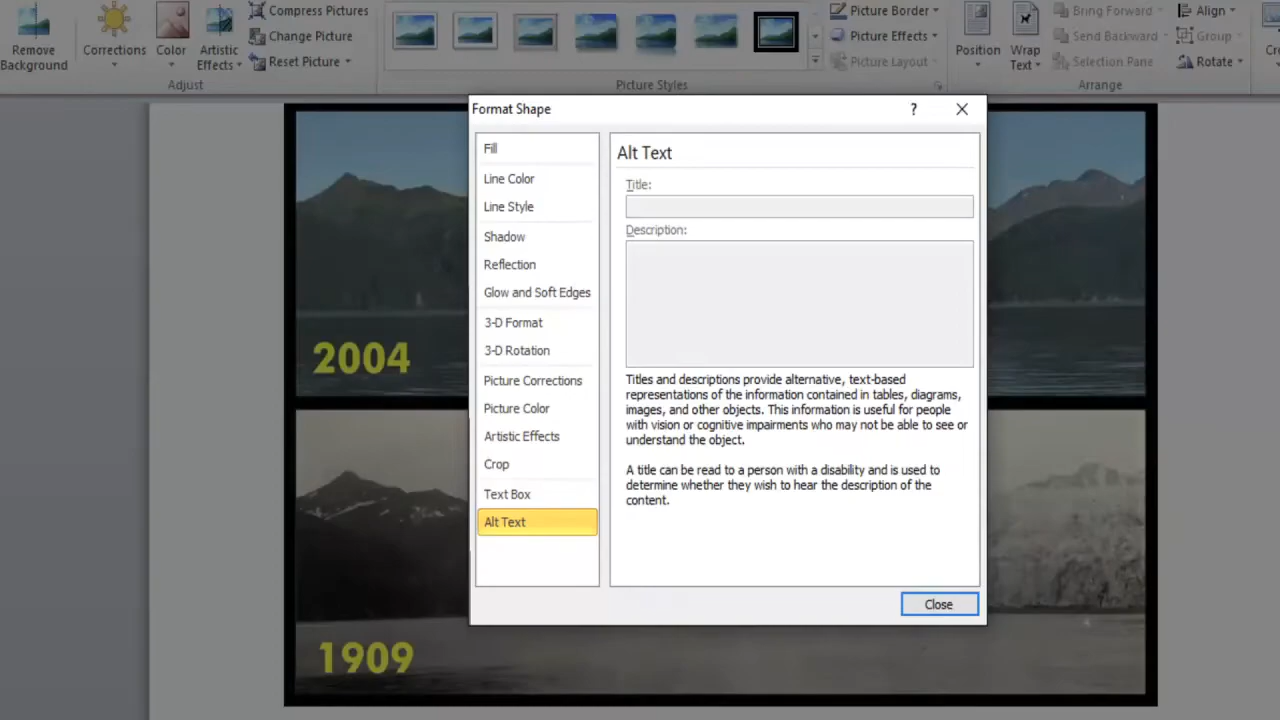 Compress Pictures
Picture Border
Bring Forward
Align
Change Picture
Picture Effects
Send Backward
Group
Remove
Background
Corrections
Color
Artistic
Effects
Position
Wrap
Text
Reset Picture
Picture Layout
Selection Pane
Rotate
Adjust
Picture Styles
Arrange
Format Shape
?
Fill
Line Color
Line Style
Shadow
Reflection
Glow and Soft Edges
3-D Format
3-D Rotation
Picture Corrections
Picture Color
Artistic Effects
Crop
Text Box
Alt Text
Alt Text
Title:
Description:
Titles and descriptions provide alternative, text-based
representations of the information contained in tables, diagrams,
images, and other objects. This information is useful for people
with vision or cognitive impairments who may not be able to see or
understand the object.
A title can be read to a person with a disability and is used to
determine whether they wish to hear the description of the
content.
Close
2004
1909